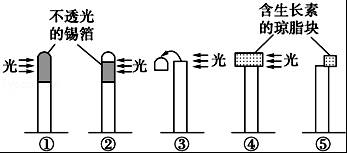 不透光
的锡箔
含生长素
的琼脂块
光 光 光 光 光
① ② ③ ④ ⑤